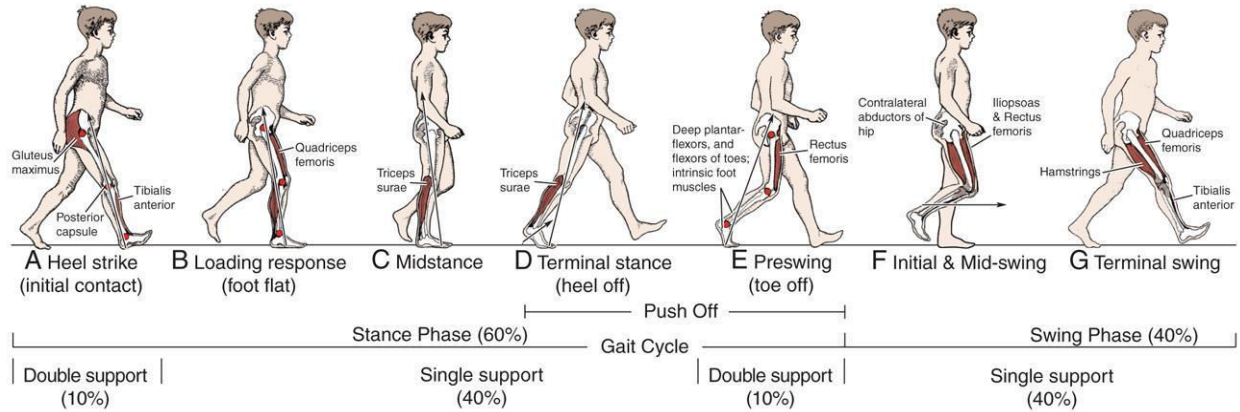 Gluteus
maximus
Posterior
capsule
Tibialis
anterior
Quadriceps
femoris
Triceps
surae
Triceps
surae
Deep plantar-
flexors, and
flexors of toes;
intrinsic foot
muscles
Rectus
femoris
Contralateral
abductors of
hip
Iliopsoas
& Rectus
femoris
Quadriceps
femoris
Hamstrings
Tibialis
anterior
A Heel strike
(initial contact)
B Loading response
(foot flat)
C Midstance
D Terminal stance
(heel off)
E Preswing
(toe off)
F Initial & Mid-swing
G Terminal swing
Push Off
Stance Phase (60%)
Swing Phase (40%)
Gait Cycle
Double support
(10%)
Single support
(40%)
Double support
(10%)
Single support
(40%)